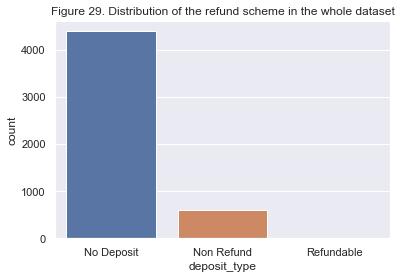 Figure 29. Distribution of the refund scheme in the whole dataset
4000
3000
2000
1000
0
count
No Deposit Non Refund Refundable
deposit_type